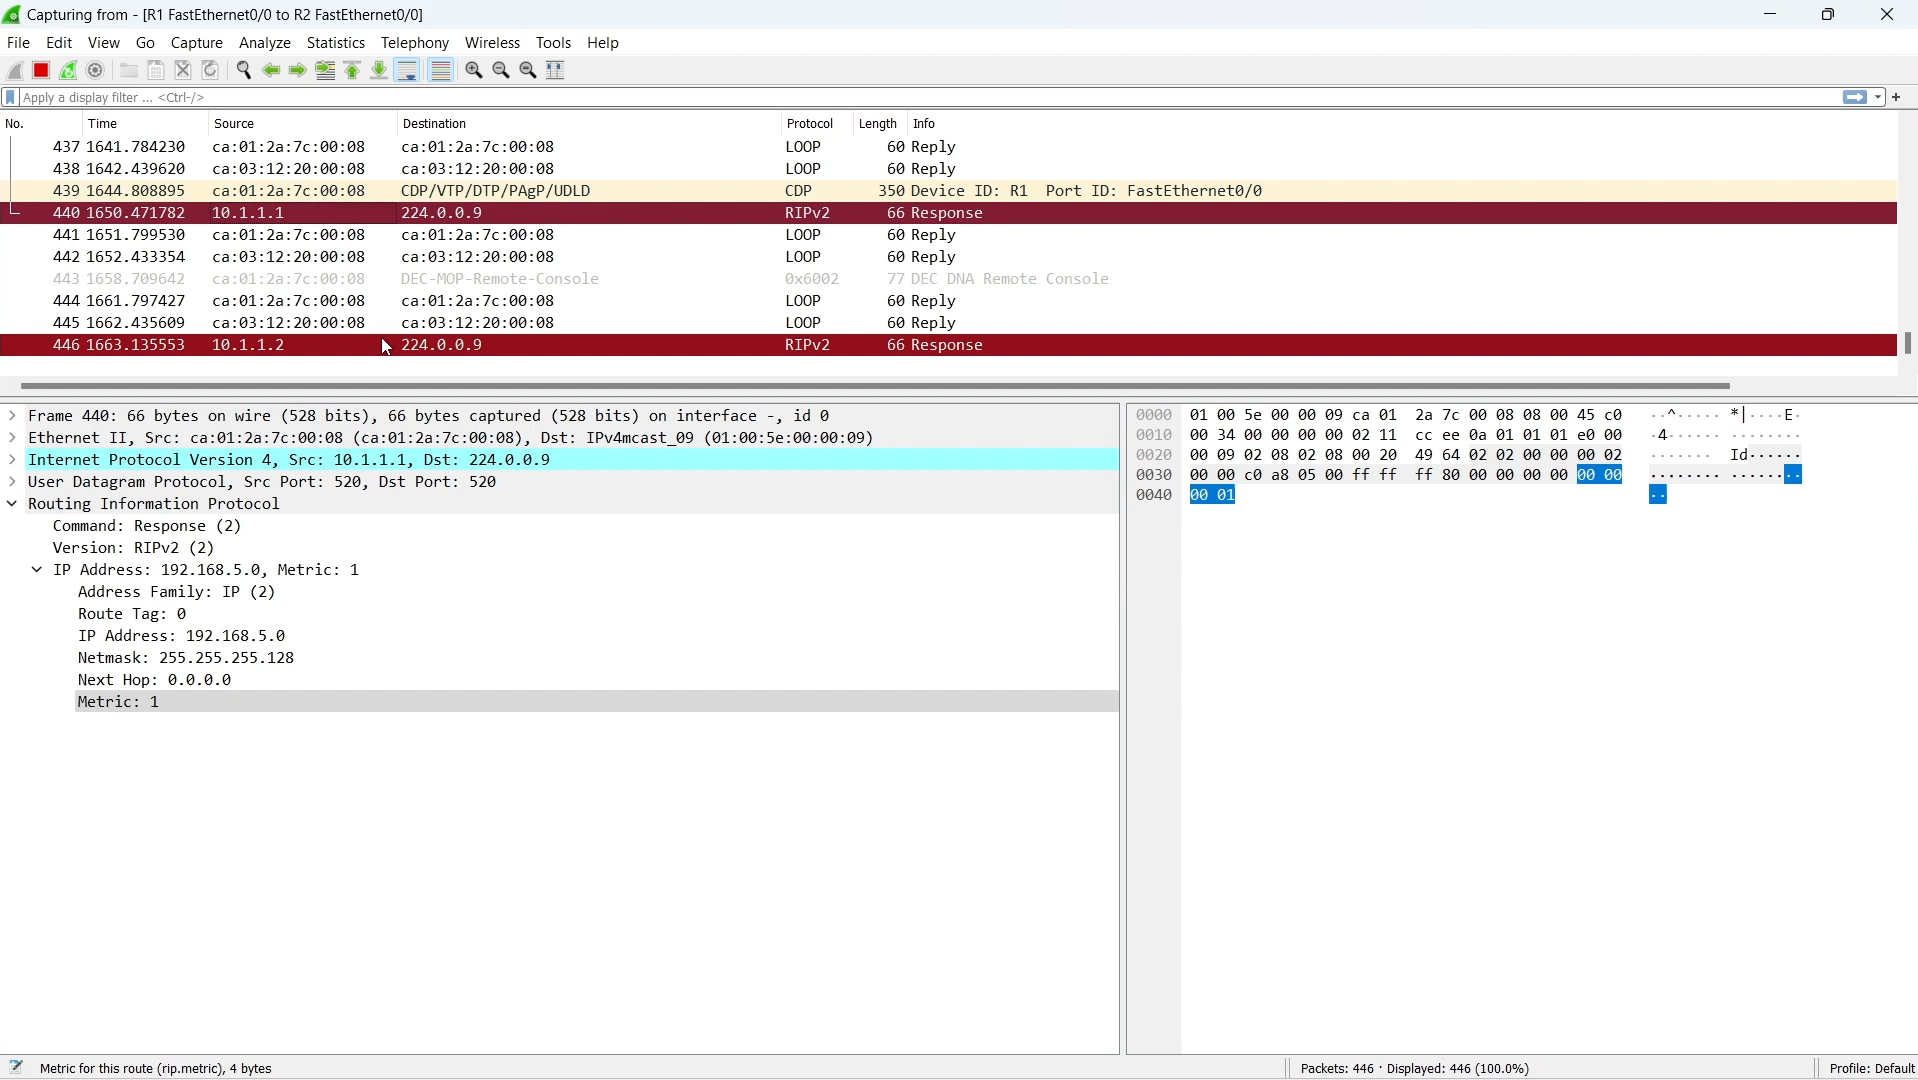 Capturing from - [R1 FastEthernet0/0 to R2 FastEthernet0/0]
File Edit View Go Capture Analyze Statistics Telephony Wireless Tools Help
Apply a display filter ... <Ctrl-/>
No. Time Source Destination Protocol Length Info
437 1641.784230 ca:01:2a:7c:00:08 ca:01:2a:7c:00:08 LOOP 60 Reply
438 1642.439620 ca:03:12:20:00:08 ca:03:12:20:00:08 LOOP 60 Reply
439 1644.808895 ca:01:2a:7c:00:08 CDP/VTP/DTP/PAgP/UDLD CDP 350 Device ID: R1 Port ID: FastEthernet0/0
440 1650.471782 10.1.1.1 224.0.0.9 RIPv2 66 Response
441 1651.799530 ca:01:2a:7c:00:08 ca:01:2a:7c:00:08 LOOP 60 Reply
442 1652.433354 ca:03:12:20:00:08 ca:03:12:20:00:08 LOOP 60 Reply
443 1658.709642 ca:01:2a:7c:00:08 DEC-MOP-Remote-Console 0x6002 77 DEC DNA Remote Console
444 1661.797427 ca:01:2a:7c:00:08 ca:01:2a:7c:00:08 LOOP 60 Reply
445 1662.435609 ca:03:12:20:00:08 ca:03:12:20:00:08 LOOP 60 Reply
446 1663.135553 10.1.1.2 224.0.0.9 RIPv2 66 Response
Frame 440: 66 bytes on wire (528 bits), 66 bytes captured (528 bits) on interface -, id 0
Ethernet II, Src: ca:01:2a:7c:00:08 (ca:01:2a:7c:00:08), Dst: IPv4mcast_09 (01:00:5e:00:00:09)
Internet Protocol Version 4, Src: 10.1.1.1, Dst: 224.0.0.9
User Datagram Protocol, Src Port: 520, Dst Port: 520
Routing Information Protocol
Command: Response (2)
Version: RIPv2 (2)
IP Address: 192.168.5.0, Metric: 1
Address Family: IP (2)
Route Tag: 0
IP Address: 192.168.5.0
Netmask: 255.255.255.128
Next Hop: 0.0.0.0
Metric: 1
0000 01 00 5e 00 00 09 ca 01 2a 7c 00 08 08 00 45 c0 ··^····· *|····E·
0010 00 34 00 00 00 00 02 11 cc ee 0a 01 01 01 e0 00 ·4······ ········
0020 00 09 02 08 02 08 00 20 49 64 02 02 00 00 00 02 ······· Id······
0030 00 00 c0 a8 05 00 ff ff ff 80 00 00 00 00 00 00 ········ ········
0040 00 01 ··
Metric for this route (rip.metric), 4 bytes
Packets: 446 · Displayed: 446 (100.0%)
Profile: Default